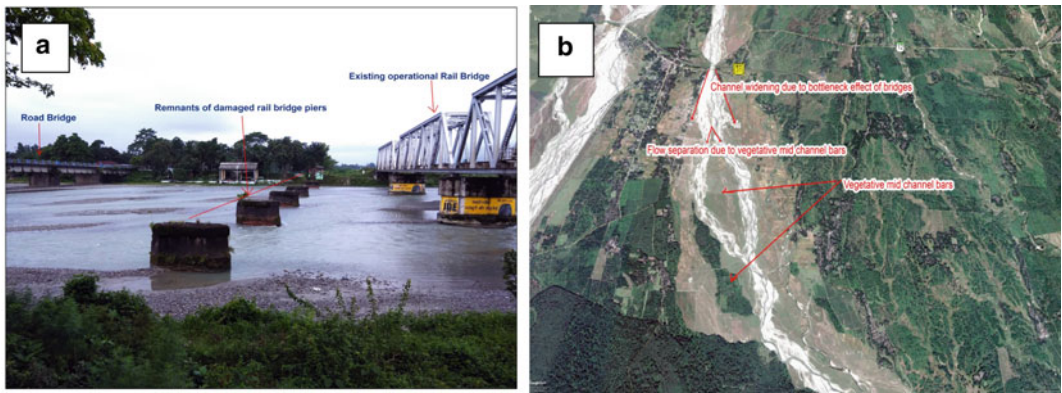 a
Existing operational Rail Bridge
Remnants of damaged rail bridge piers
Road Bridge
b
Channel widening due to bottleneck effect of bridges
Flow separation due to vegetative mid channel bars
Vegetative mid channel bars